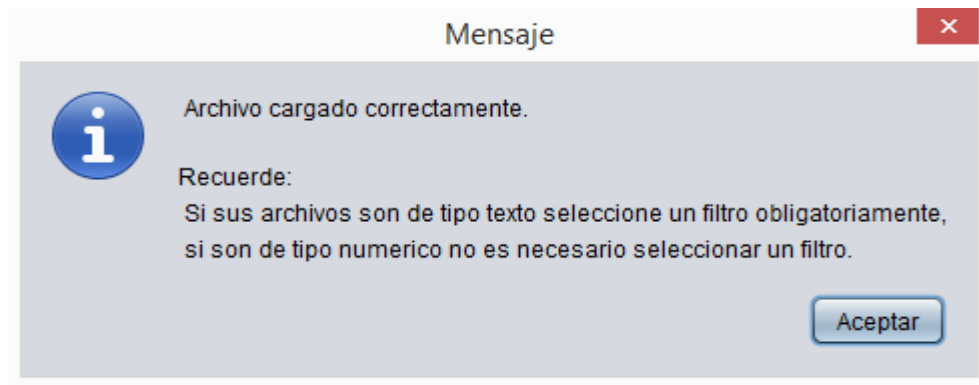 Mensaje
Archivo cargado correctamente.
Recuerde:
Si sus archivos son de tipo texto seleccione un filtro obligatoriamente,
si son de tipo numerico no es necesario seleccionar un filtro.
Aceptar